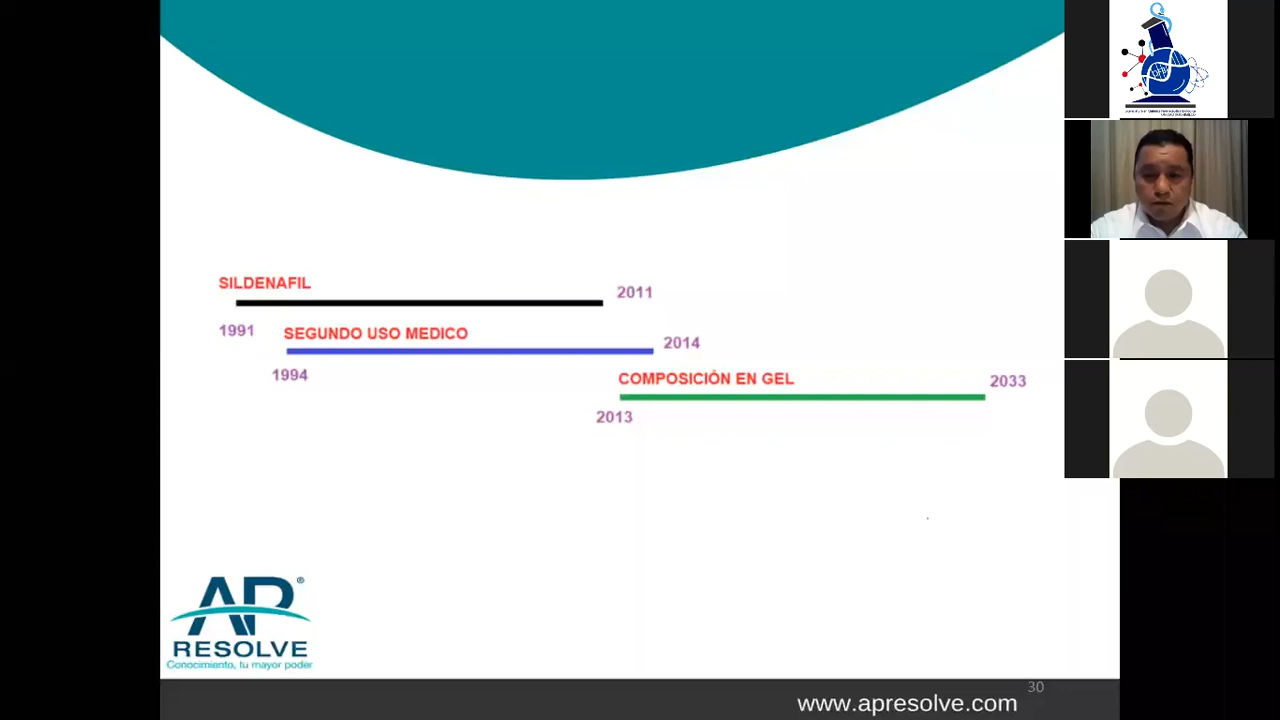 SILDENAFIL
2011
1991
SEGUNDO USO MEDICO
2014
1994
COMPOSICIÓN EN GEL
2033
2013
AP®
RESOLVE
Conocimiento, tu mayor poder
30
www.apresolve.com